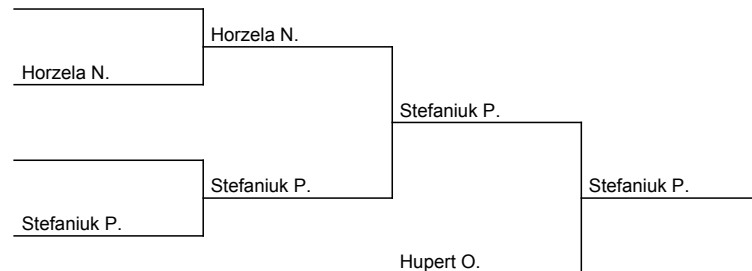 Horzela N.
Horzela N.
Stefaniuk P.
Stefaniuk P.
Stefaniuk P.
Stefaniuk P.
Hupert O.